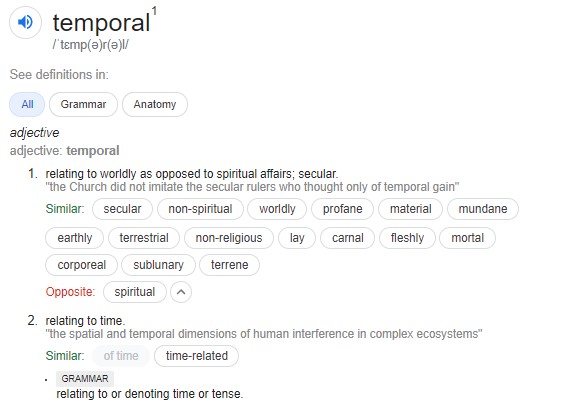 temporal1
/ˈtɛmp(ə)r(ə)l/
See definitions in:
All Grammar Anatomy
adjective
adjective: temporal
1. relating to worldly as opposed to spiritual affairs; secular.
"the Church did not imitate the secular rulers who thought only of temporal gain"
Similar: secular non-spiritual worldly profane material mundane
earthly terrestrial non-religious lay carnal fleshly mortal
corporeal sublunary terrene
Opposite: spiritual
2. relating to time.
"the spatial and temporal dimensions of human interference in complex ecosystems"
Similar: of time time-related
• GRAMMAR
relating to or denoting time or tense.